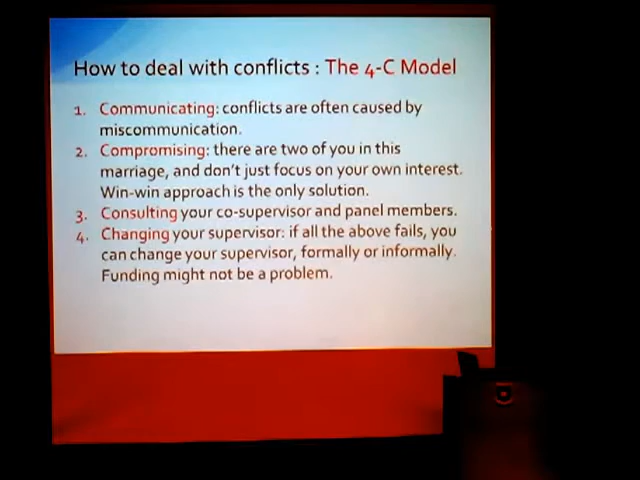 How to deal with conflicts : The 4-C Model
1. Communicating: conflicts are often caused by
miscommunication.
2. Compromising: there are two of you in this
marriage, and don't just focus on your own interest.
Win-win approach is the only solution.
3. Consulting your co-supervisor and panel members.
4. Changing your supervisor: if all the above fails, you
can change your supervisor, formally or informally.
Funding might not be a problem.